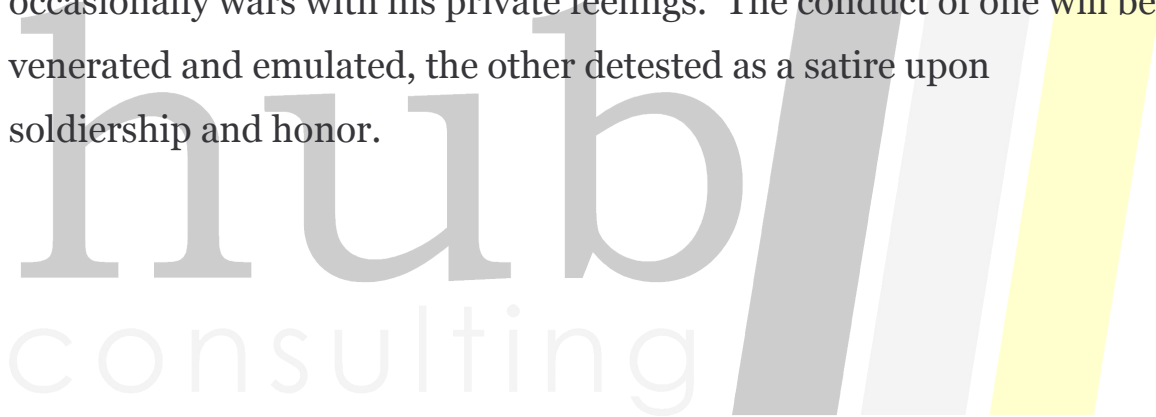 occasionally wars with his private feelings. The conduct of one will be
venerated and emulated, the other detested as a satire upon
soldiership and honor.
hub
consulting